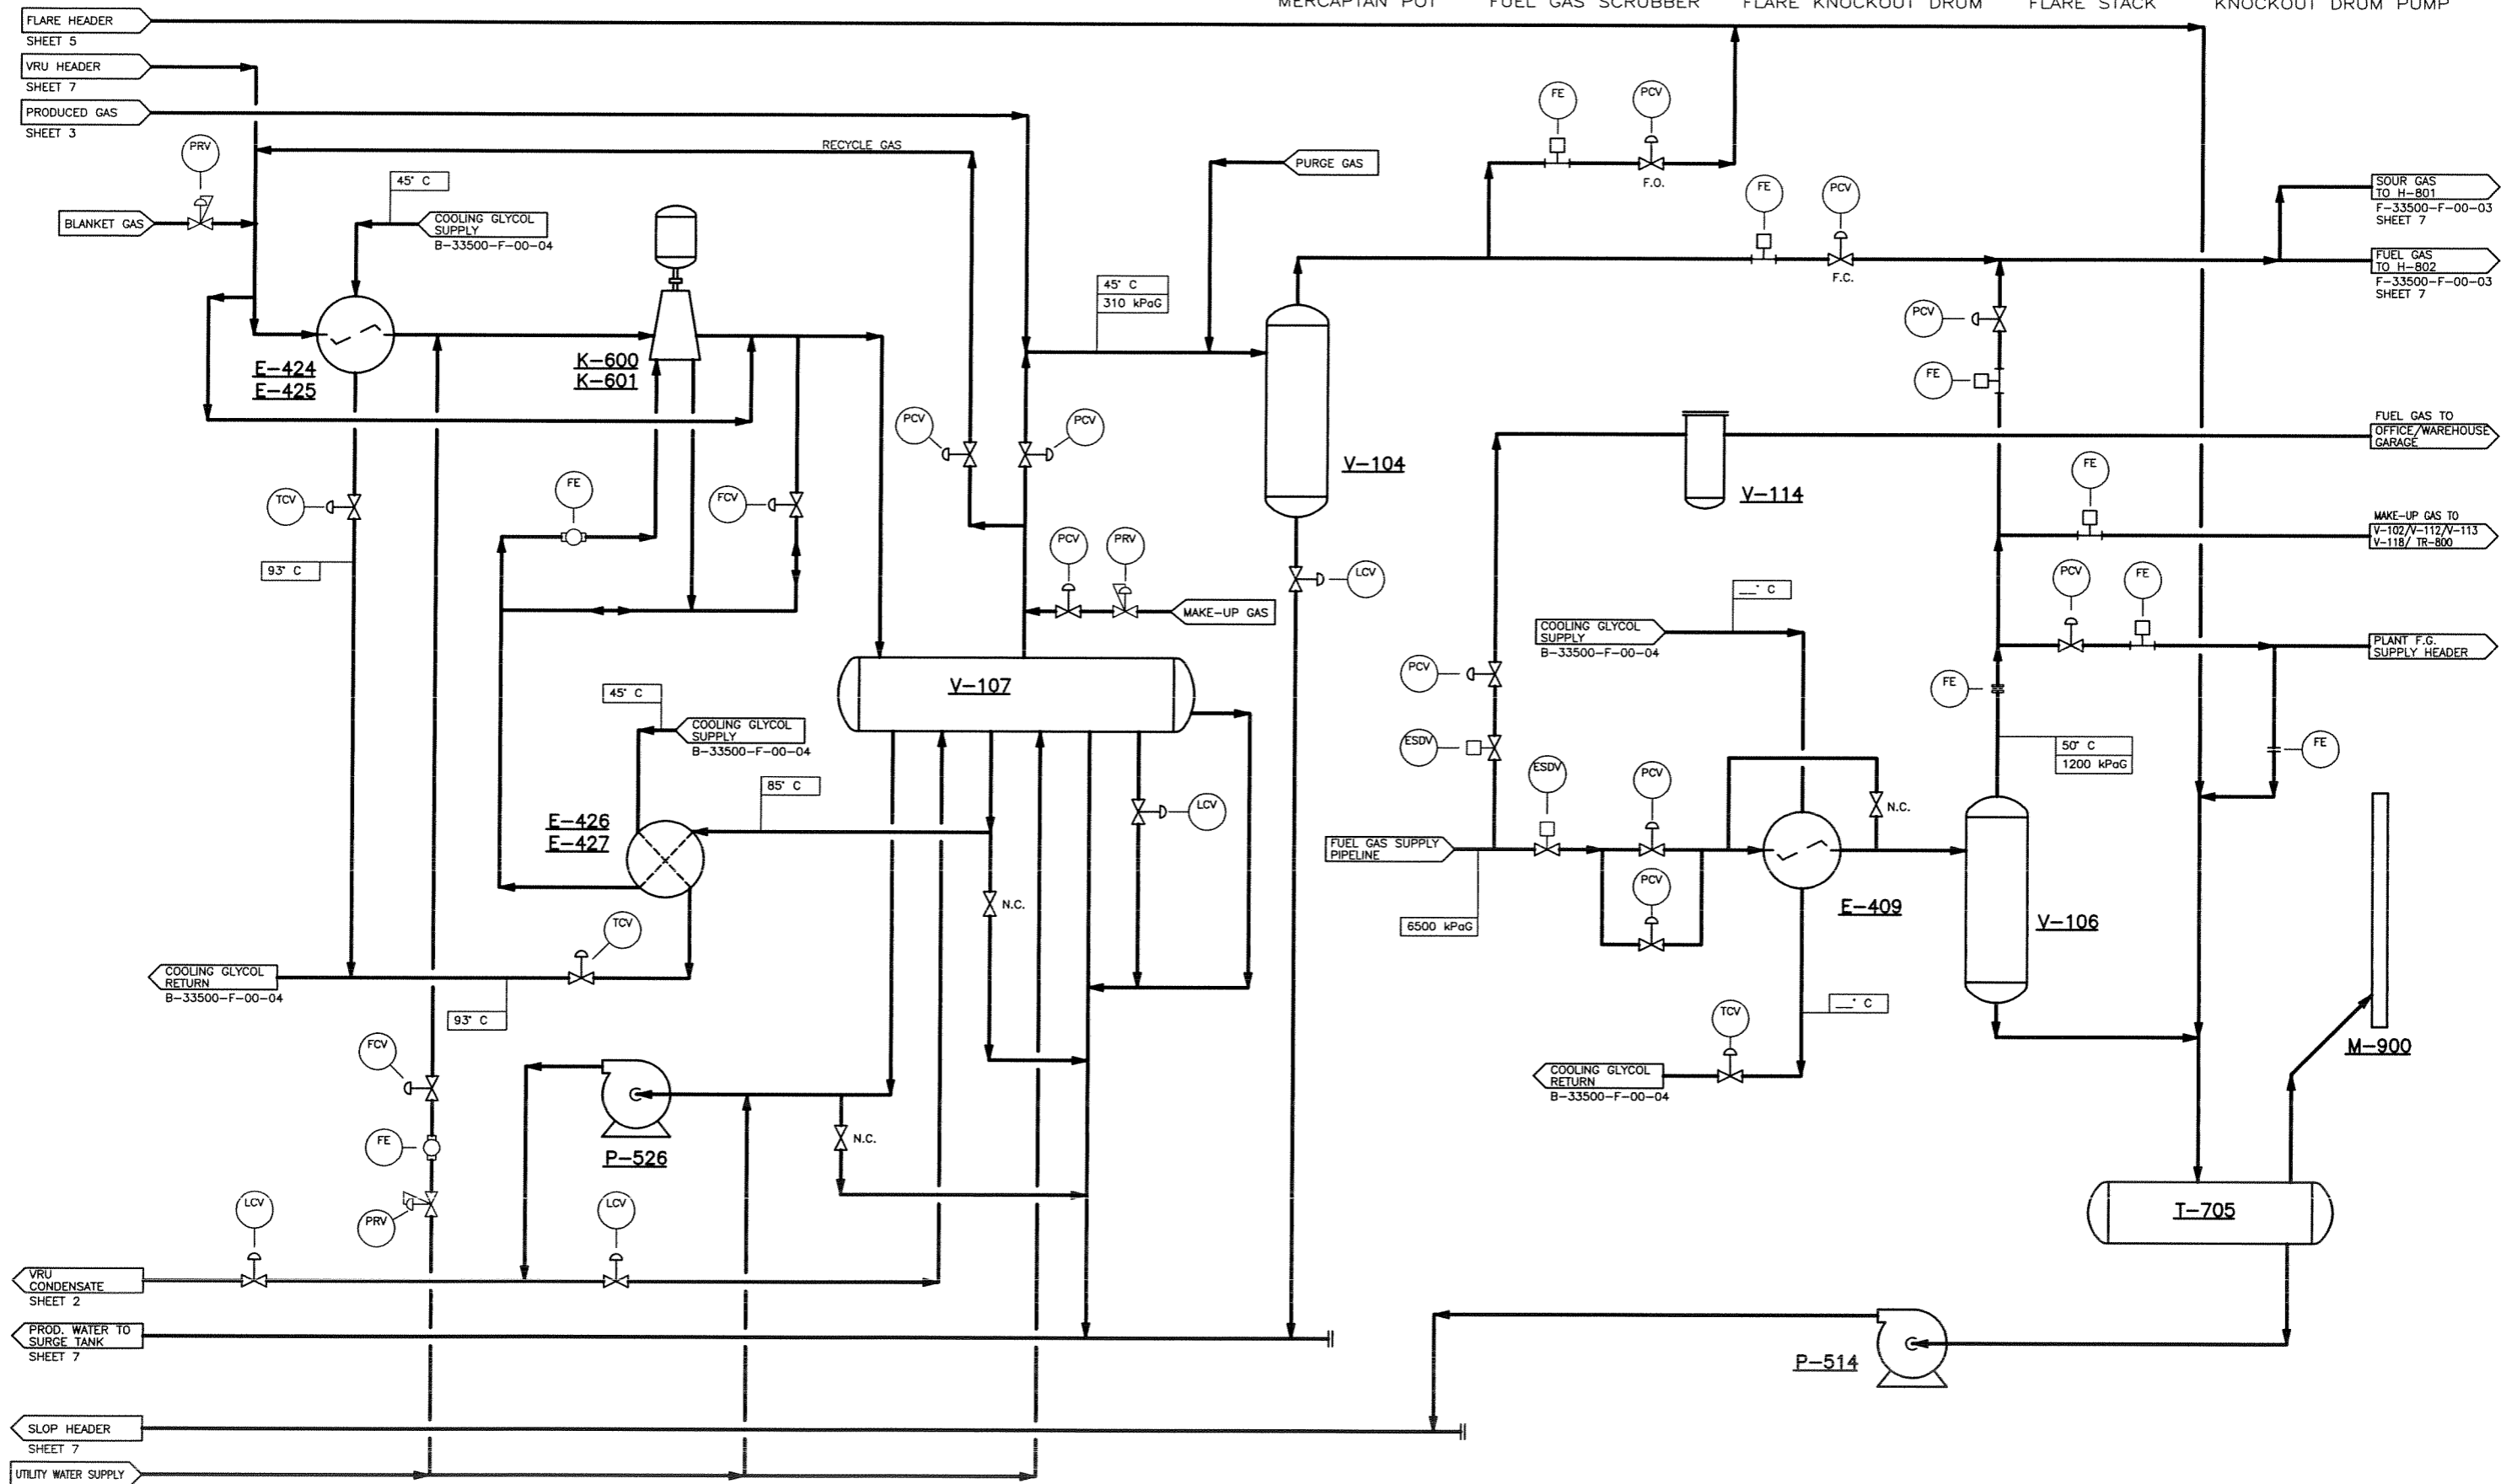 MERCAPTAN POT
FUEL GAS SCRUBBER
FLARE KNOCKOUT DRUM
FLARE STACK
KNOCKOUT DRUM PUMP
FLARE HEADER
SHEET 5
VRU HEADER
SHEET 7
PRODUCED GAS
SHEET 3
PRV
BLANKET GAS
45° C
COOLING GLYCOL
SUPPLY
B-33500-F-00-04
RECYCLE GAS
E-424
E-425
K-600
K-601
PURGE GAS
FE
PCV
F.O.
FE
PCV
F.C.
SOUR GAS
TO H-801
F-33500-F-00-03
SHEET 7
FUEL GAS
TO H-802
F-33500-F-00-03
SHEET 7
45° C
310 kPaG
PCV
FE
PCV
PCV
V-104
V-114
FUEL GAS TO
OFFICE/WAREHOUSE
GARAGE
TCV
FE
FCV
93° C
PCV
PRV
MAKE-UP GAS
LCV
FE
MAKE-UP GAS TO
V-102/V-112/V-113
V-118/ TR-800
PCV
FE
PLANT F.G.
SUPPLY HEADER
__° C
COOLING GLYCOL
SUPPLY
B-33500-F-00-04
PCV
ESDV
ESDV
PCV
FE
50° C
1200 kPaG
FE
V-107
45° C
COOLING GLYCOL
SUPPLY
B-33500-F-00-04
85° C
E-426
E-427
LCV
N.C.
FUEL GAS SUPPLY
PIPELINE
6500 kPaG
PCV
N.C.
E-409
V-106
TCV
COOLING GLYCOL
RETURN
B-33500-F-00-04
93° C
__° C
TCV
COOLING GLYCOL
RETURN
B-33500-F-00-04
M-900
FCV
FE
PRV
P-526
N.C.
T-705
LCV
LCV
VRU
CONDENSATE
SHEET 2
PROD. WATER TO
SURGE TANK
SHEET 7
P-514
SLOP HEADER
SHEET 7
UTILITY WATER SUPPLY